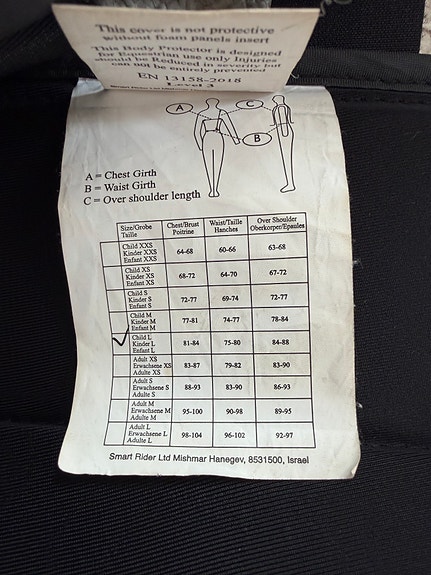 This cover is not protective
without foam panels insert
This Body Protector is designed
for Equestrian use only Injuries
should be Reduced in severity but
can not be entirely prevented
EN 13158-2018
Level 3
A
C
B
A = Chest Girth
B = Waist Girth
C = Over shoulder length
Size/Grobe Taille Chest/Brust Poitrine Waist/Taille Hanches Over Shoulder Oberkorper/Epaules
Child XXS Kinder XXS Enfant XXS 64-68 60-66 63-68
Child XS Kinder XS Enfant XS 68-72 64-70 67-72
Child S Kinder S Enfant S 72-77 69-74 72-77
Child M Kinder M Enfant M 77-81 74-77 78-84
Child L Kinder L Enfant L 81-84 75-80 84-88
Adult XS Erwachsene XS Adulte XS 83-87 79-82 83-90
Adult S Erwachsene S Adulte S 88-93 83-90 86-93
Adult M Erwachsene M Adulte M 95-100 90-98 89-95
Adult L Erwachsene L Adulte L 98-104 96-102 92-97
Smart Rider Ltd Mishmar Hanegev, 8531500, Israel